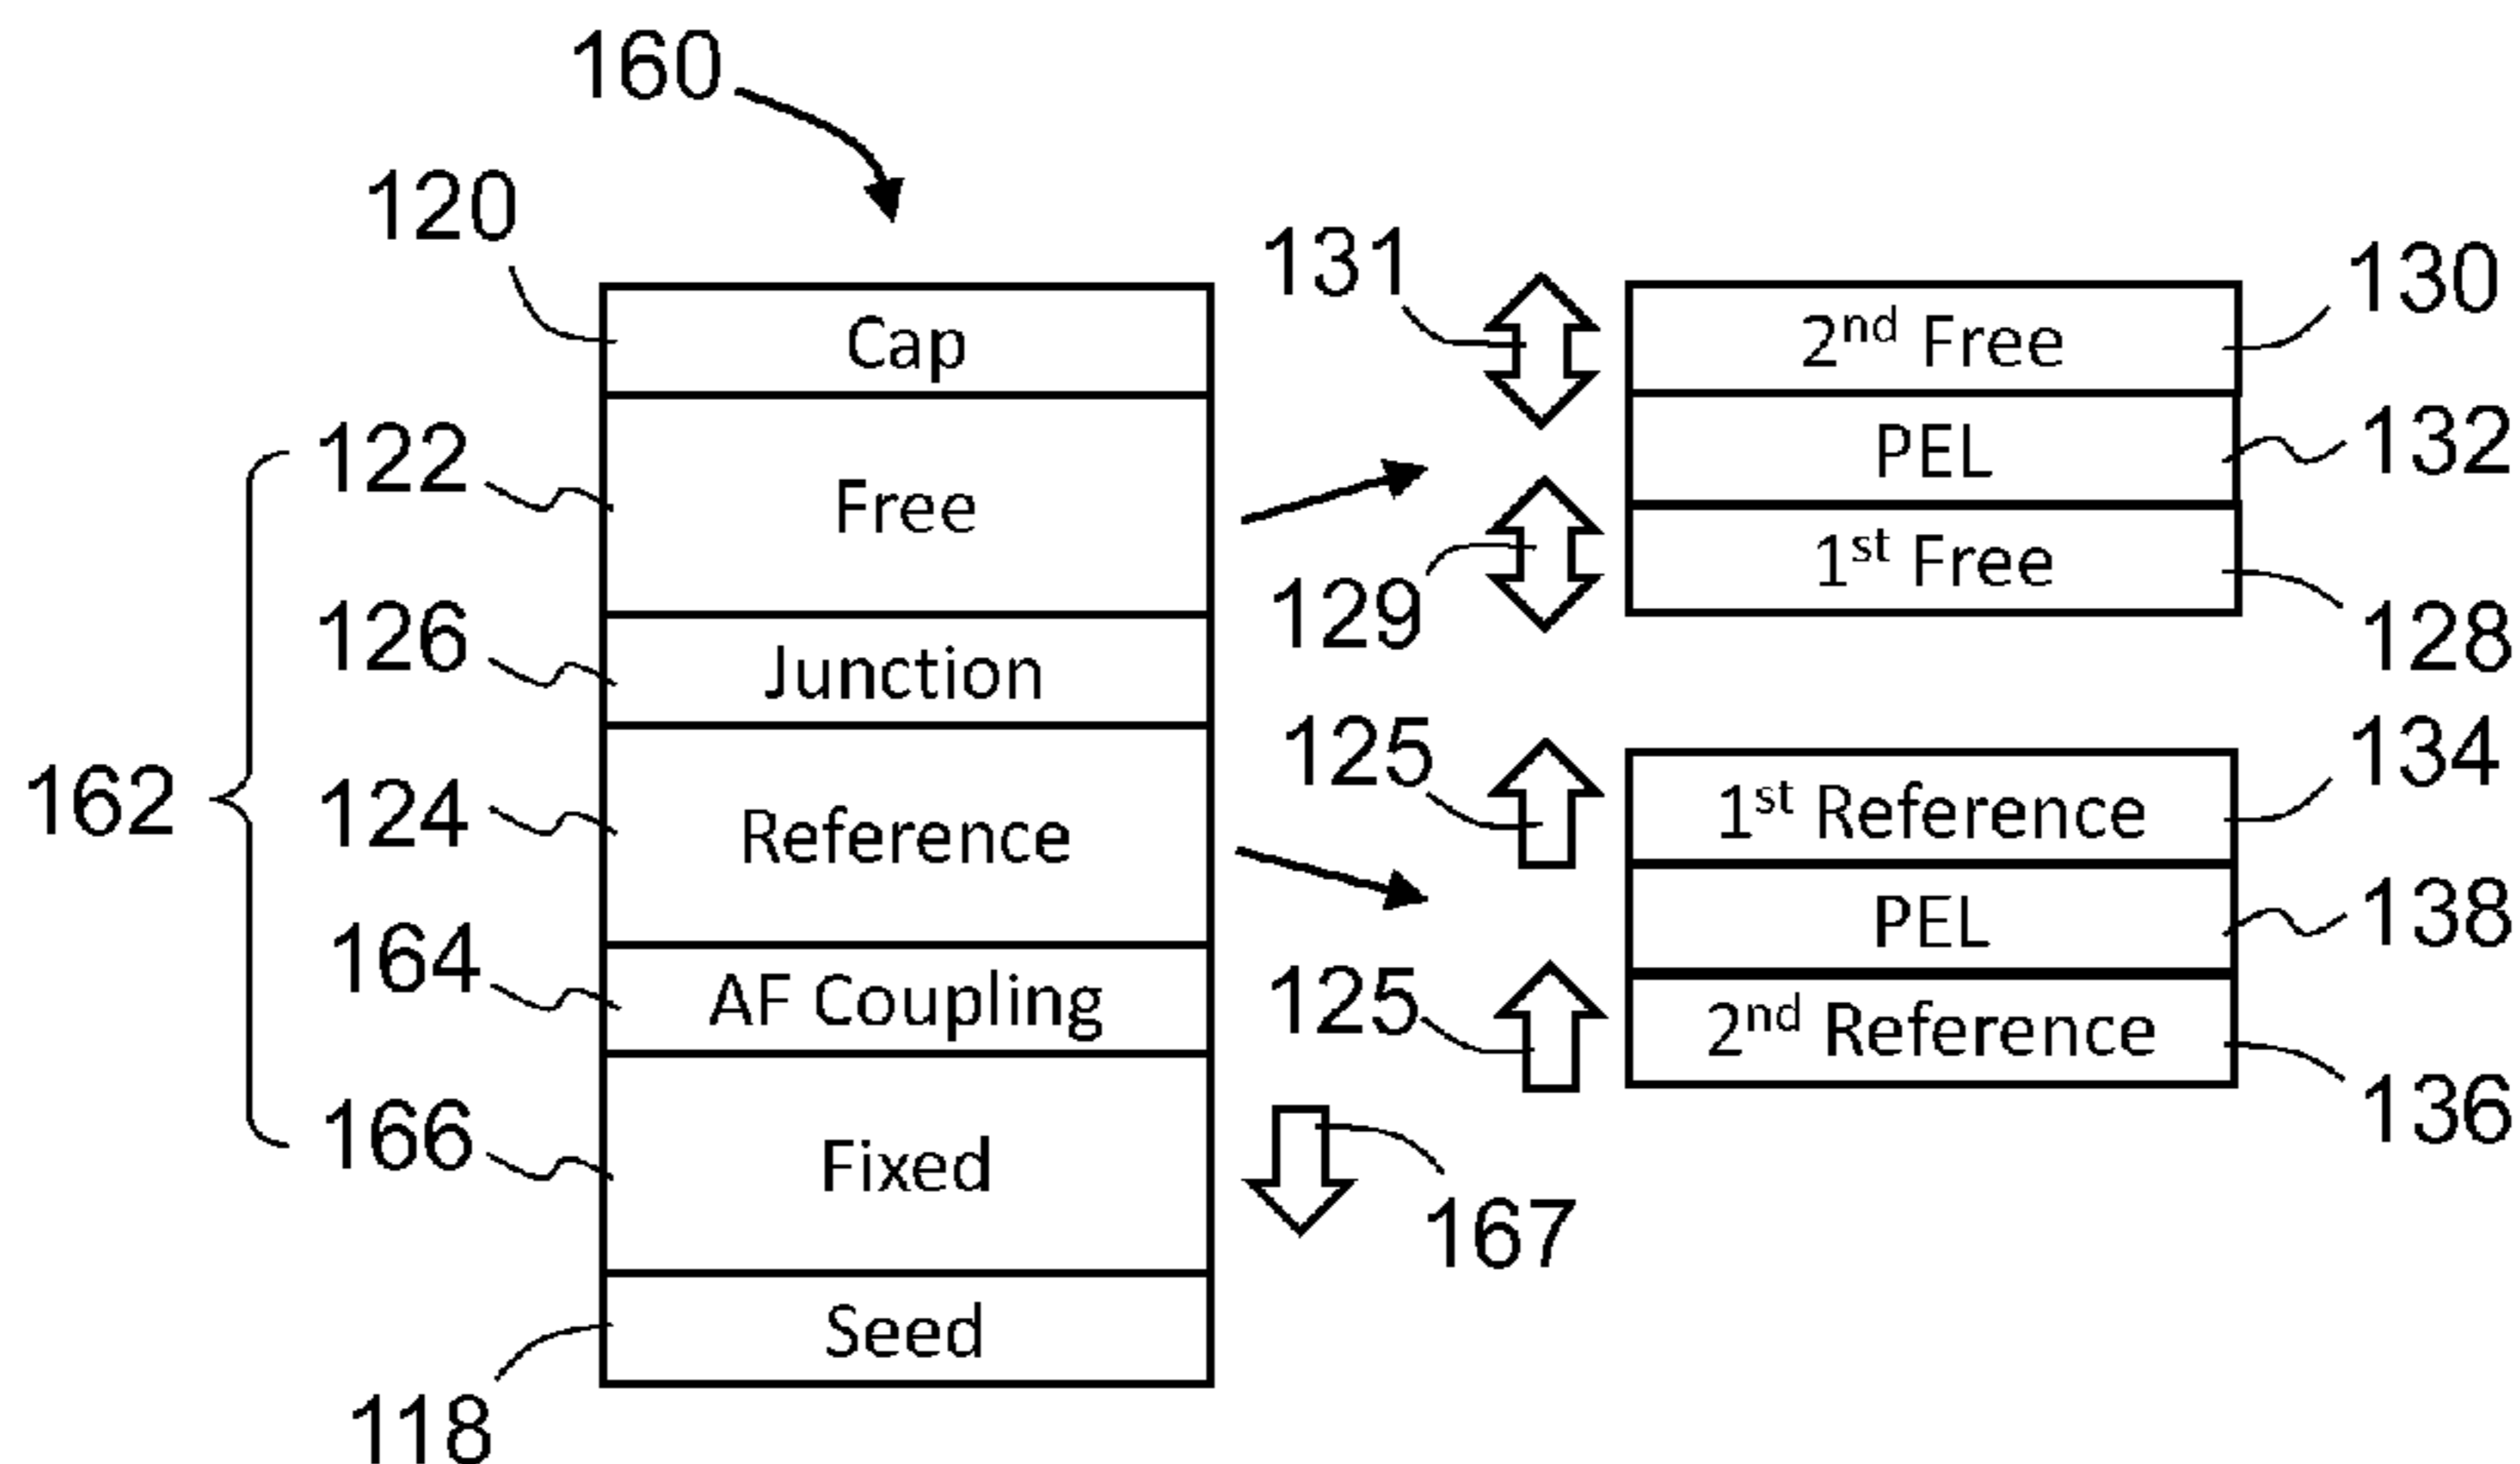 160
120
Cap
131
2nd Free
130
122
Free
PEL
132
129
1st Free
128
126
Junction
162
124
Reference
125
1st Reference
134
PEL
138
164
AF Coupling
125
2nd Reference
136
166
Fixed
167
Seed
118